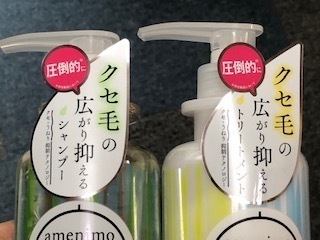 圧倒的に
クセ毛の
広がり抑える
シャンプー
amenimo
圧倒的に
クセ毛の
広がり抑える
トリートメント